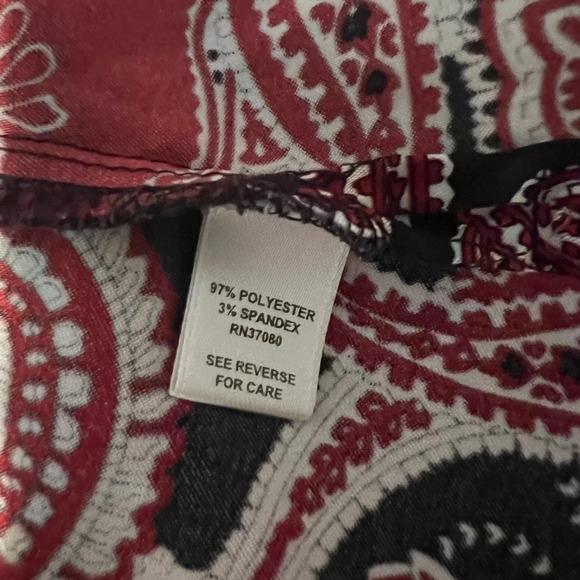 97% POLYESTER
3% SPANDEX
RN37080
SEE REVERSE
FOR CARE